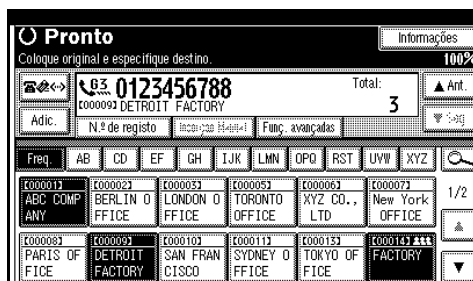 Pronto
Informações
Coloque original e especifique destino.
100%
G3 0123456788
Total:
3
[00009] DETROIT FACTORY
▲ Ant.
Adic.
N.º de registo
Funç. avançadas
Freq. AB CD EF GH IJK LMN OPQ RST UVW XYZ
[00001] [00002] [00003] [00005] [00006] [00007]
ABC COMP BERLIN O LONDON O TORONTO XYZ CO., New York
ANY FFICE FFICE OFFICE LTD OFFICE
1/2
[00008] [00009] [00010] [00011] [00013] [00014]
PARIS OF DETROIT SAN FRAN SYDNEY O TOKYO OF FACTORY
FICE FACTORY CISCO FFICE FICE
▼